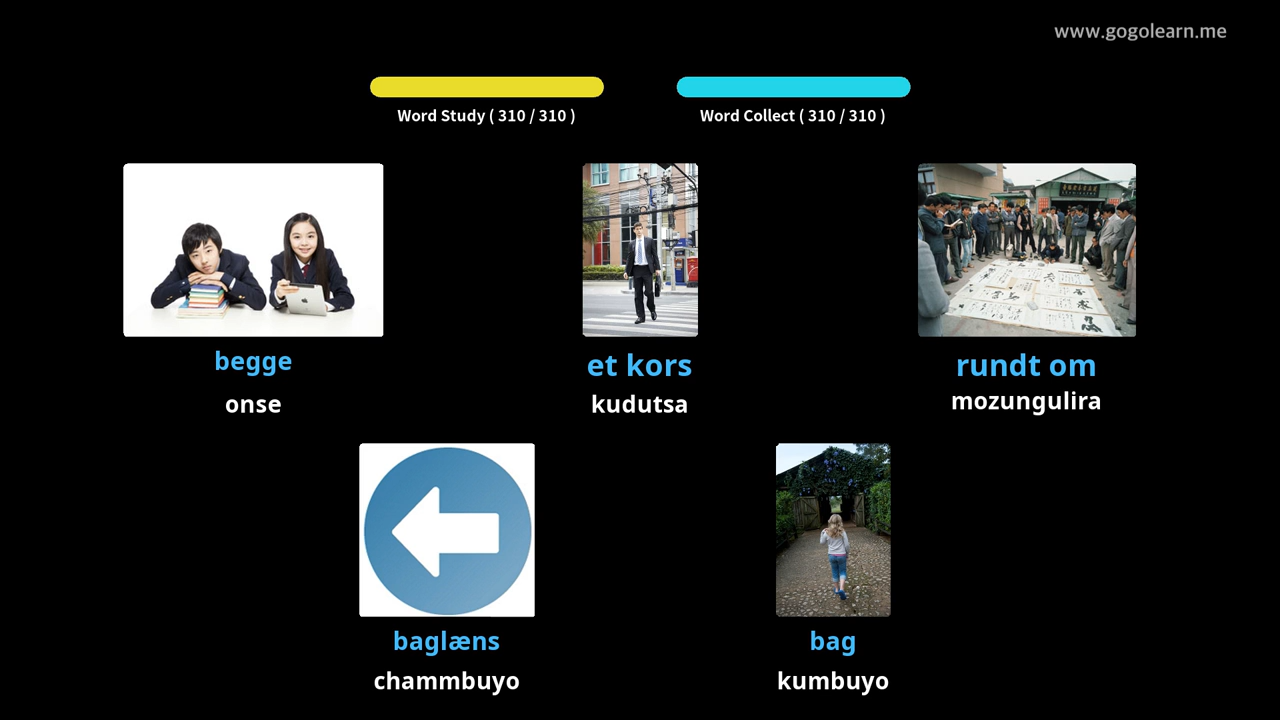 www.gogolearn.me
Word Study ( 310 / 310 )
Word Collect ( 310 / 310 )
begge
et kors
rundt om
onse
kudutsa
mozungulira
baglæns
bag
chammbuyo
kumbuyo